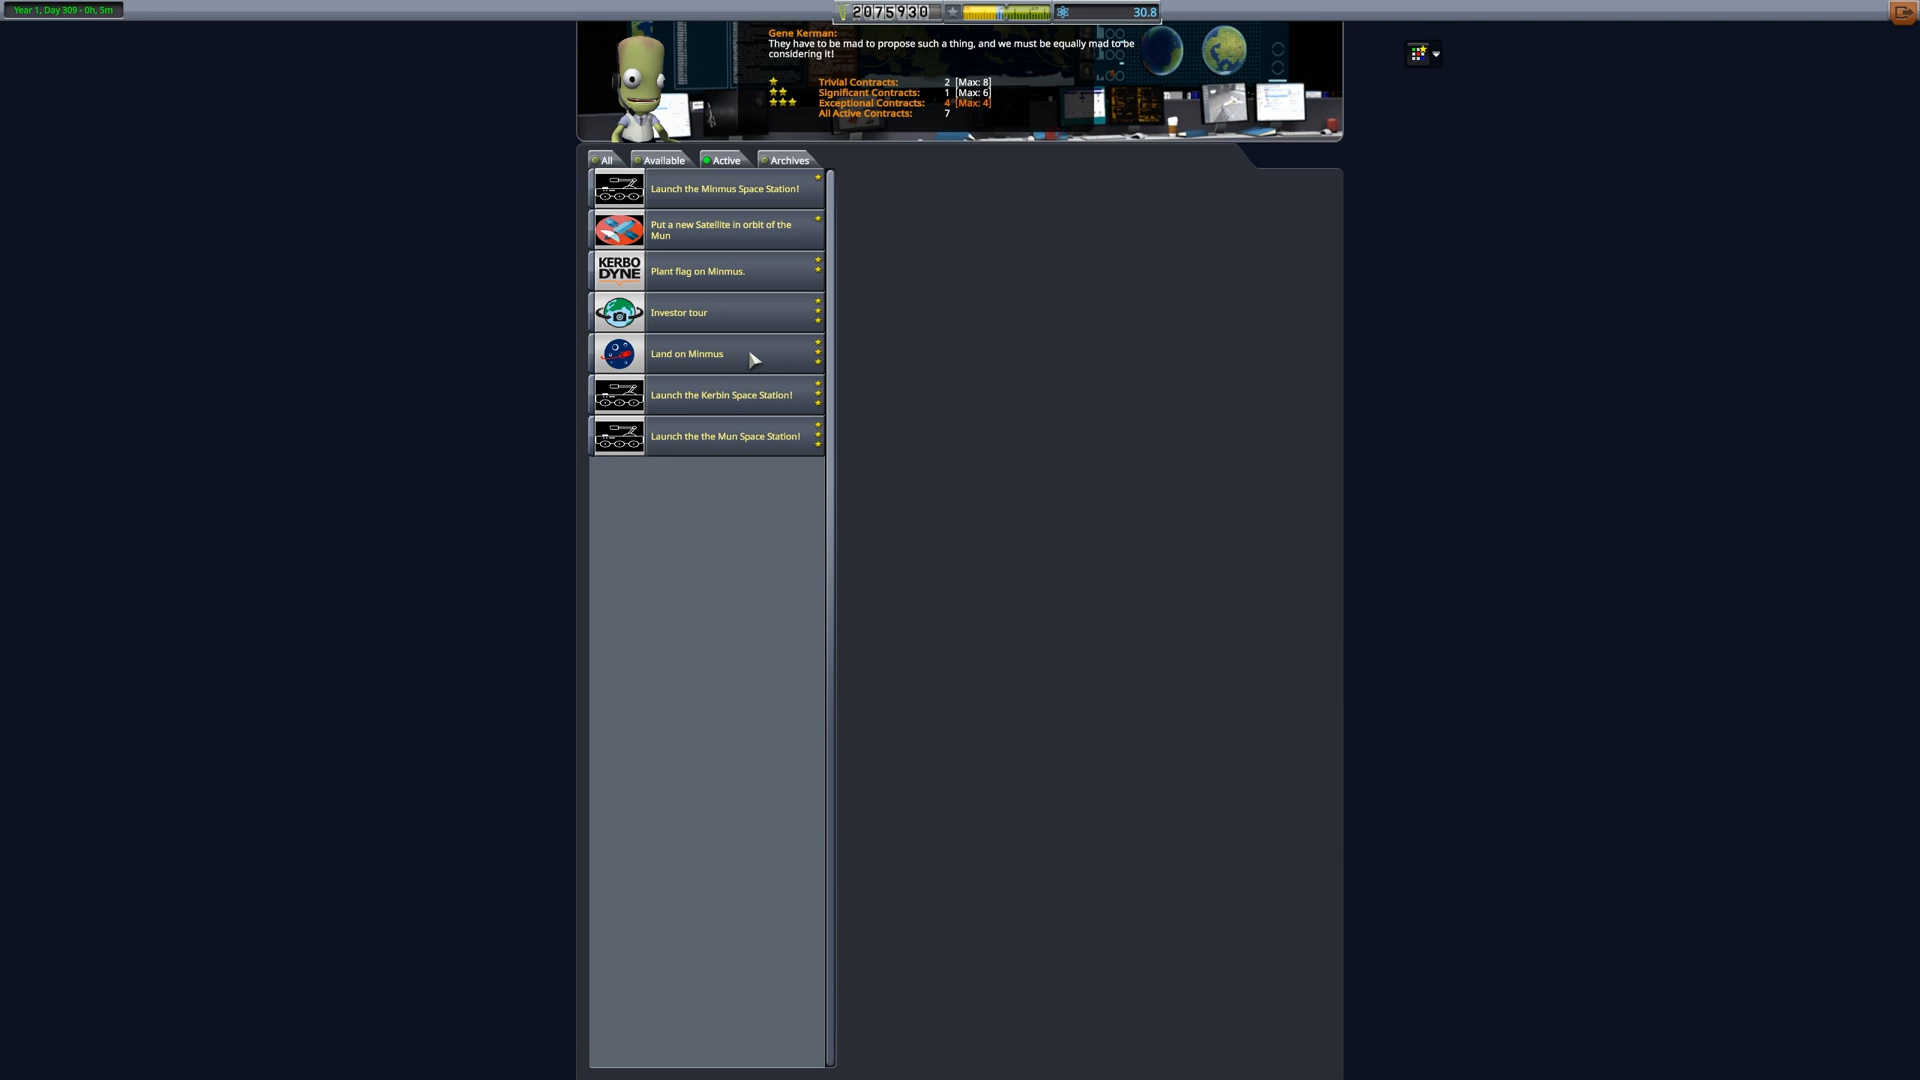 Year 1, Day 309 - 0h, 5m
2075930
30.8
Gene Kerman:
They have to be mad to propose such a thing, and we must be equally mad to be
considering it!
Trivial Contracts: 2 [Max: 8]
Significant Contracts: 1 [Max: 6]
Exceptional Contracts: 4 [Max: 4]
All Active Contracts: 7
All Available Active Archives
Launch the Minmus Space Station!
Put a new Satellite in orbit of the
Mun
KERBO
DYNE
Plant flag on Minmus.
Investor tour
Land on Minmus
Launch the Kerbin Space Station!
Launch the the Mun Space Station!